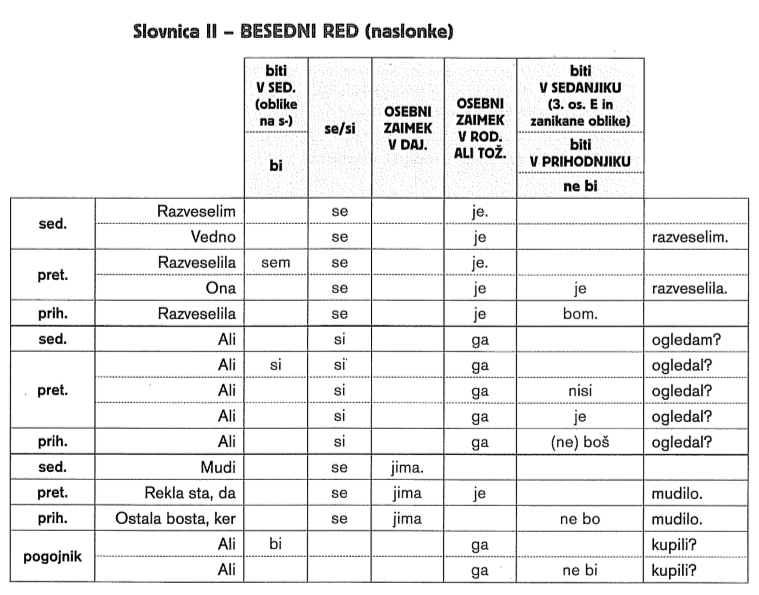 Slovnica II – BESEDNI RED (naslonke)
biti V SED. (oblike na s-) bi | se/si | OSEBNI ZAIMEK V DAJ. | OSEBNI ZAIMEK V ROD. ALI TOŽ. | biti V SEDANJIKU (3. os. E in zanikane oblike) biti V PRIHODNJIKU ne bi
sed. Razveselim se je.
Vedno se je razveselim.
pret. Razveselila sem se je.
Ona se je je razveselila.
prih. Razveselila se je bom.
sed. Ali si ga ogledam?
Ali si si ga ogledal?
pret. Ali si ga nisi ogledal?
Ali si ga je ogledal?
prih. Ali si ga (ne) boš ogledal?
sed. Mudi se jima.
pret. Rekla sta, da se jima je mudilo.
prih. Ostala bosta, ker se jima ne bo mudilo.
pogojnik Ali bi ga kupili?
Ali ga ne bi kupili?